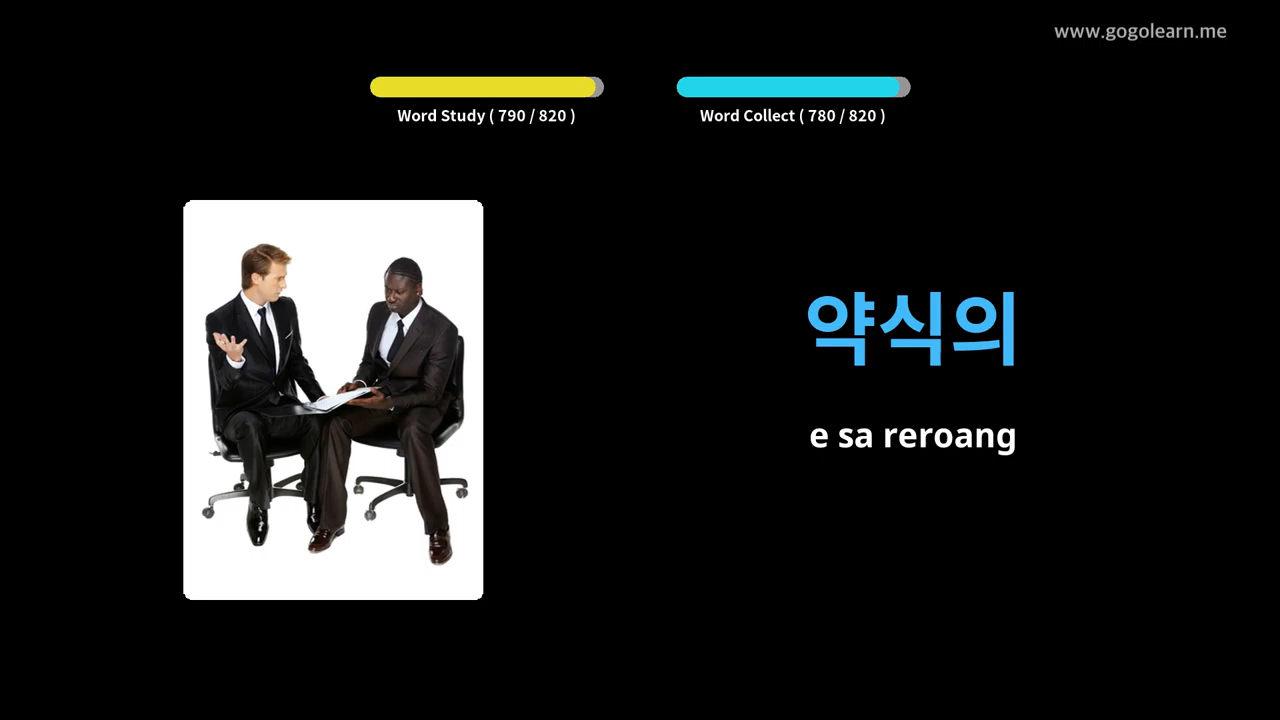 www.gogolearn.me
Word Study ( 790 / 820 )
Word Collect ( 780 / 820 )
약식의
e sa reroang